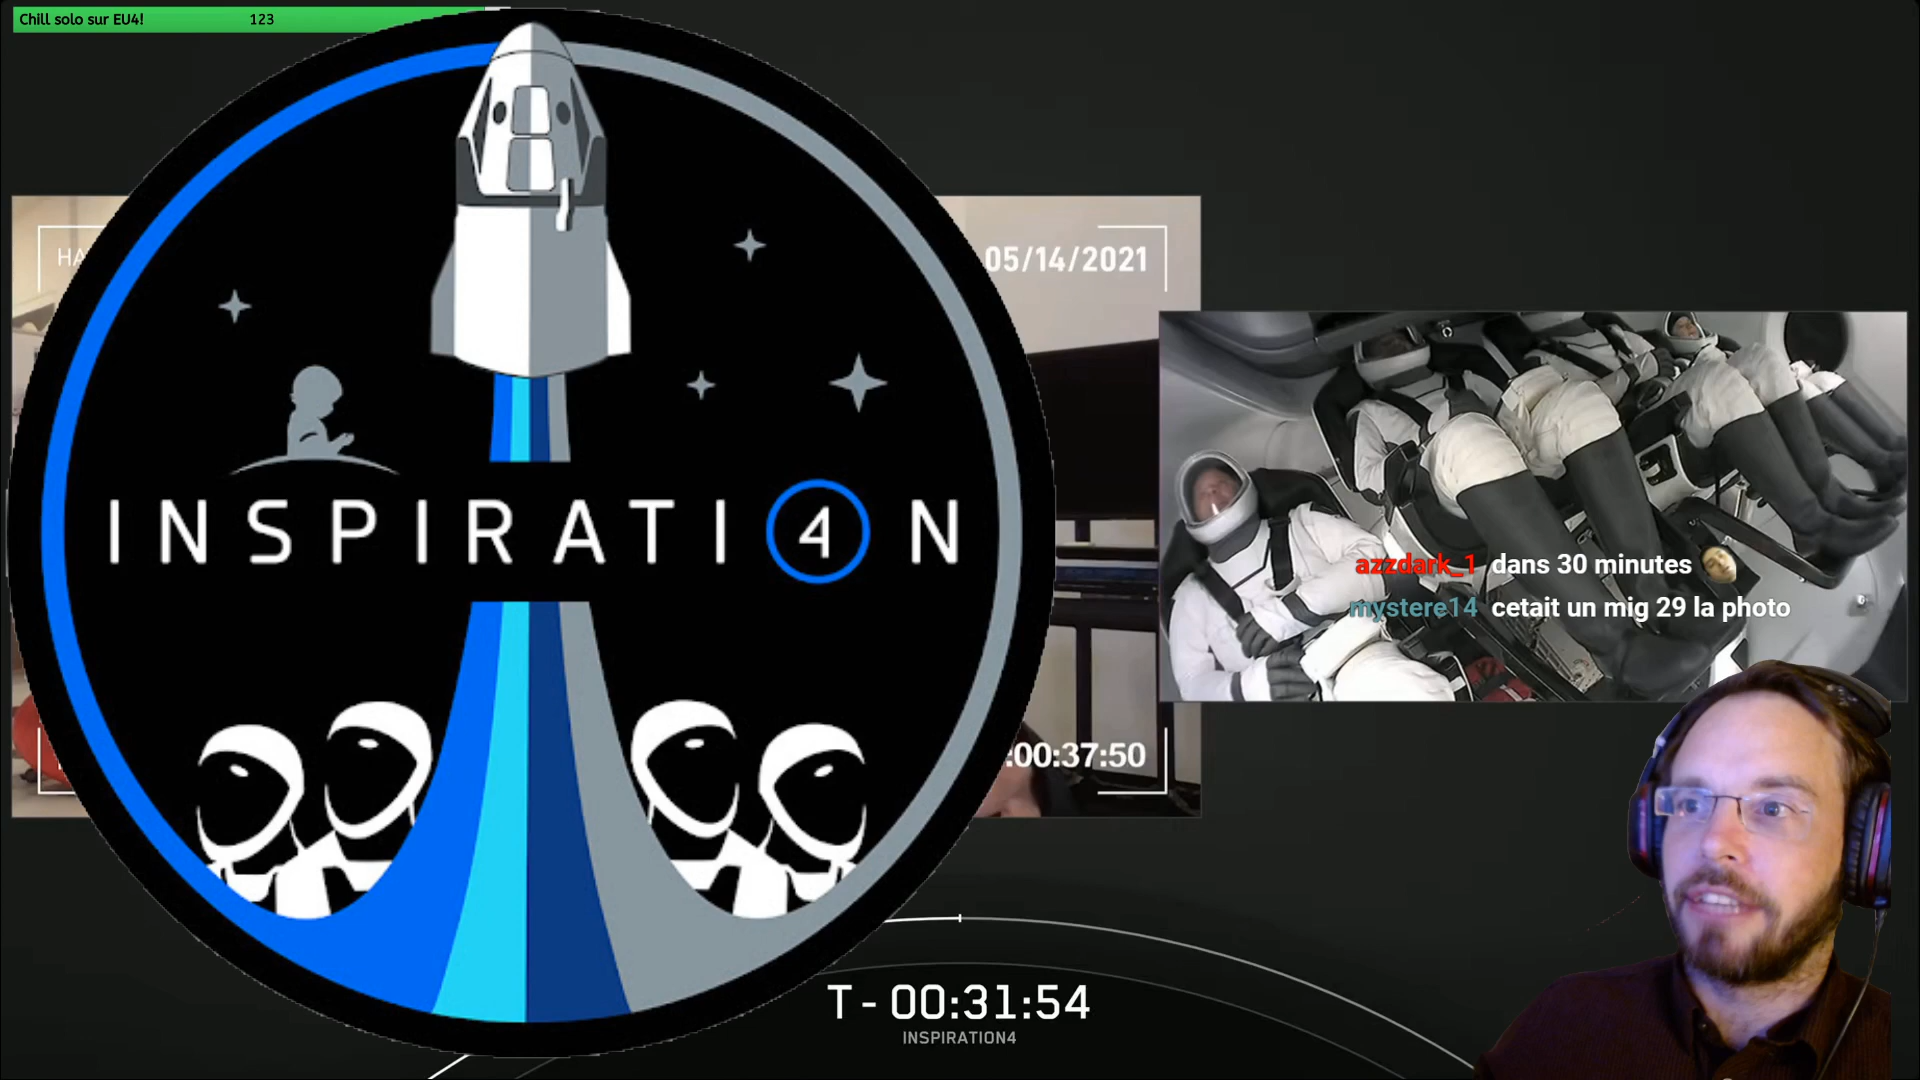 Chill solo sur EU4! 123
HA
05/14/2021
INSPIRATI4N
azzdark_1 dans 30 minutes
mystere14 cetait un mig 29 la photo
:00:37:50
T- 00:31:54
INSPIRATION4